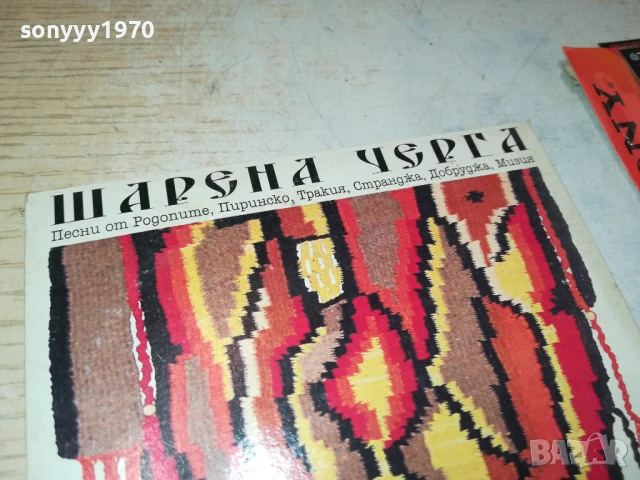 sonyyy1970
ШАРЕНА ЧЕРГА
Песни от Родопите, Пиринско, Тракия, Странджа, Добруджа, Мизия
BAZAR